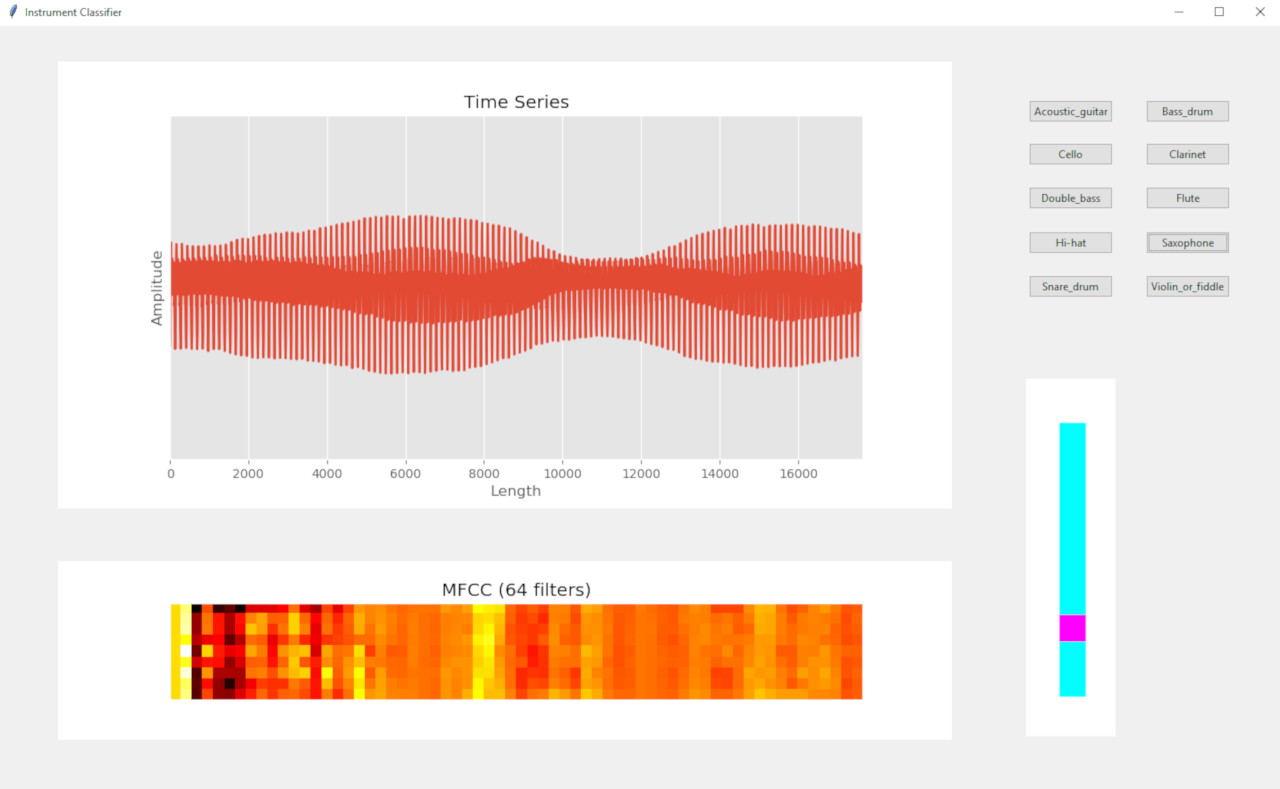 Instrument Classifier
Time Series
Amplitude
0 2000 4000 6000 8000 10000 12000 14000 16000
Length
MFCC (64 filters)
Acoustic_guitar Bass_drum
Cello Clarinet
Double_bass Flute
Hi-hat Saxophone
Snare_drum Violin_or_fiddle